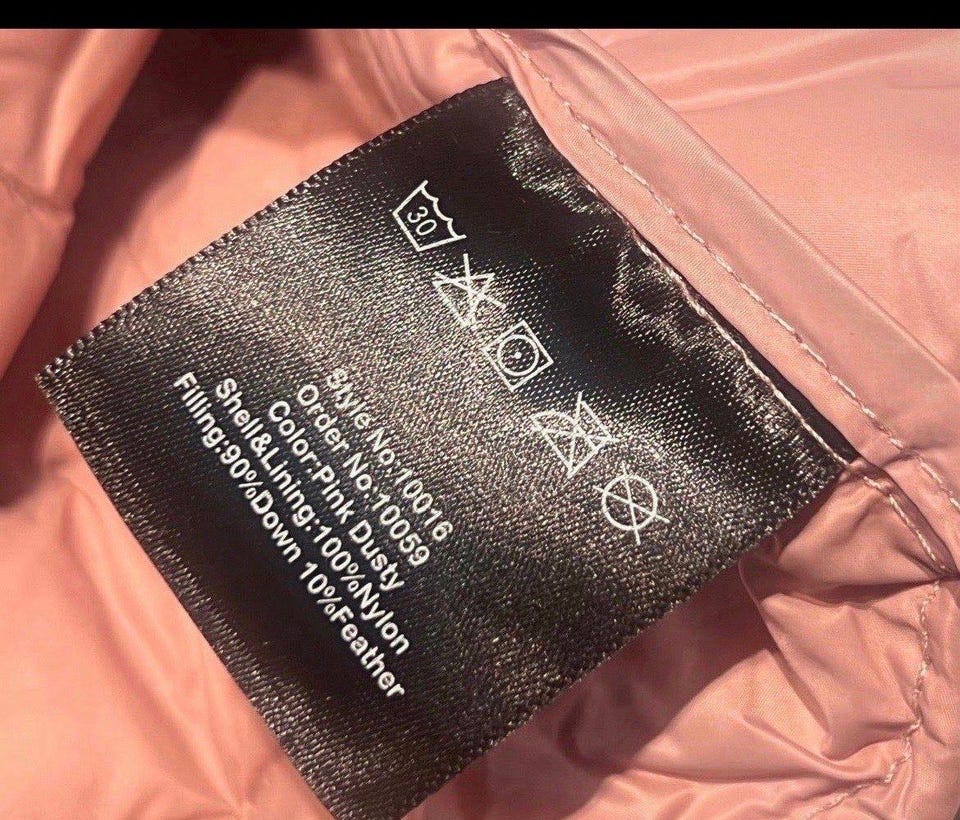 30
Style No:10016
Order No:10059
Color:Pink Dusty
Shell&Lining:100%Nylon
Filling:90%Down 10%Feather